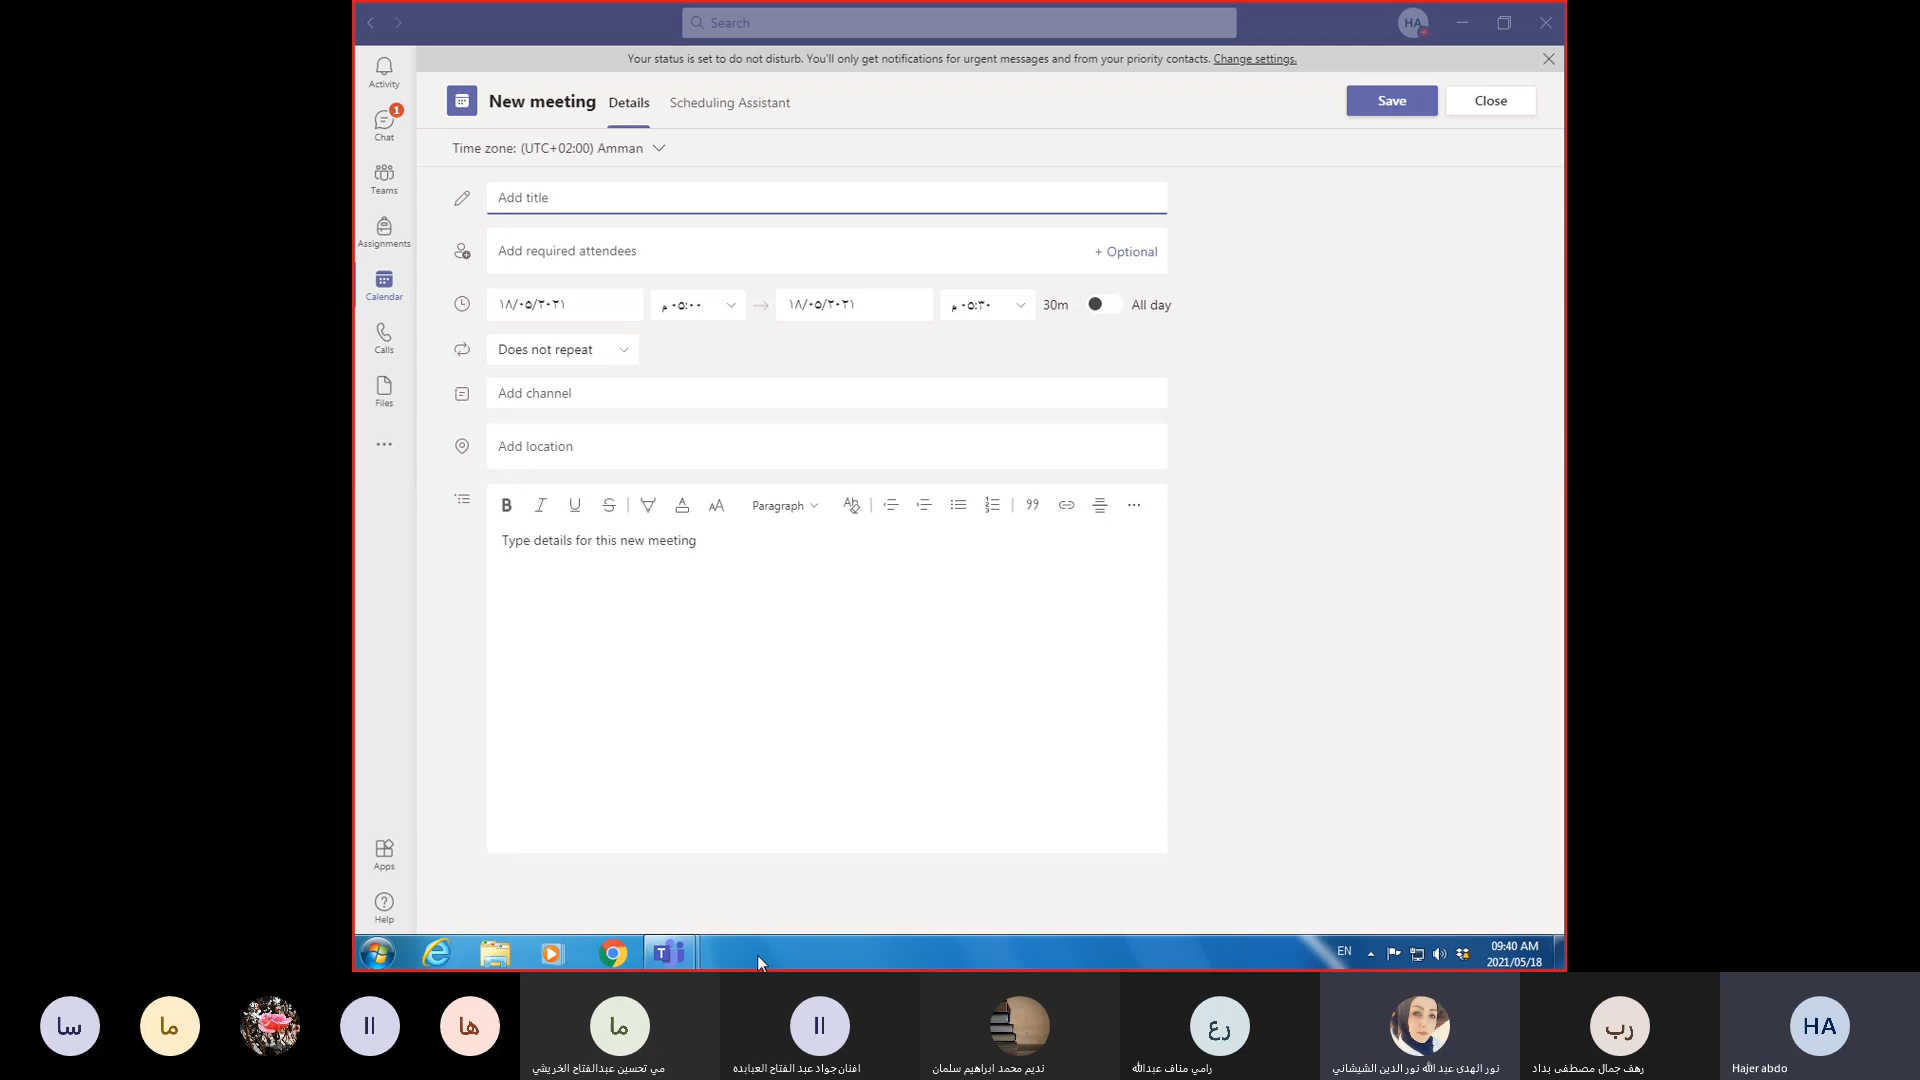 Search
HA
Your status is set to do not disturb. You'll only get notifications for urgent messages and from your priority contacts. Change settings.
Activity
1
Chat
Teams
Assignments
Calendar
Calls
Files
Apps
Help
New meeting Details Scheduling Assistant Save Close
Time zone: (UTC+02:00) Amman
Add title
Add required attendees + Optional
١٨/٠٥/٢٠٢١ ٠٥:٠٠ م → ١٨/٠٥/٢٠٢١ ٠٥:٣٠ م 30m All day
Does not repeat
Add channel
Add location
B I U S A AA Paragraph
Type details for this new meeting
EN 09:40 AM
2021/05/18
سا ما اا ها ما اا رع رب HA
مي تحسين عبدالفتاح الخريشي
افنان جواد عبد الفتاح العبابده
نديم محمد ابراهيم سلمان
رامي مناف عبدالله
نور الهدى عبد الله نور الدين الشيشاني
رهف جمال مصطفى بداد
Hajer abdo